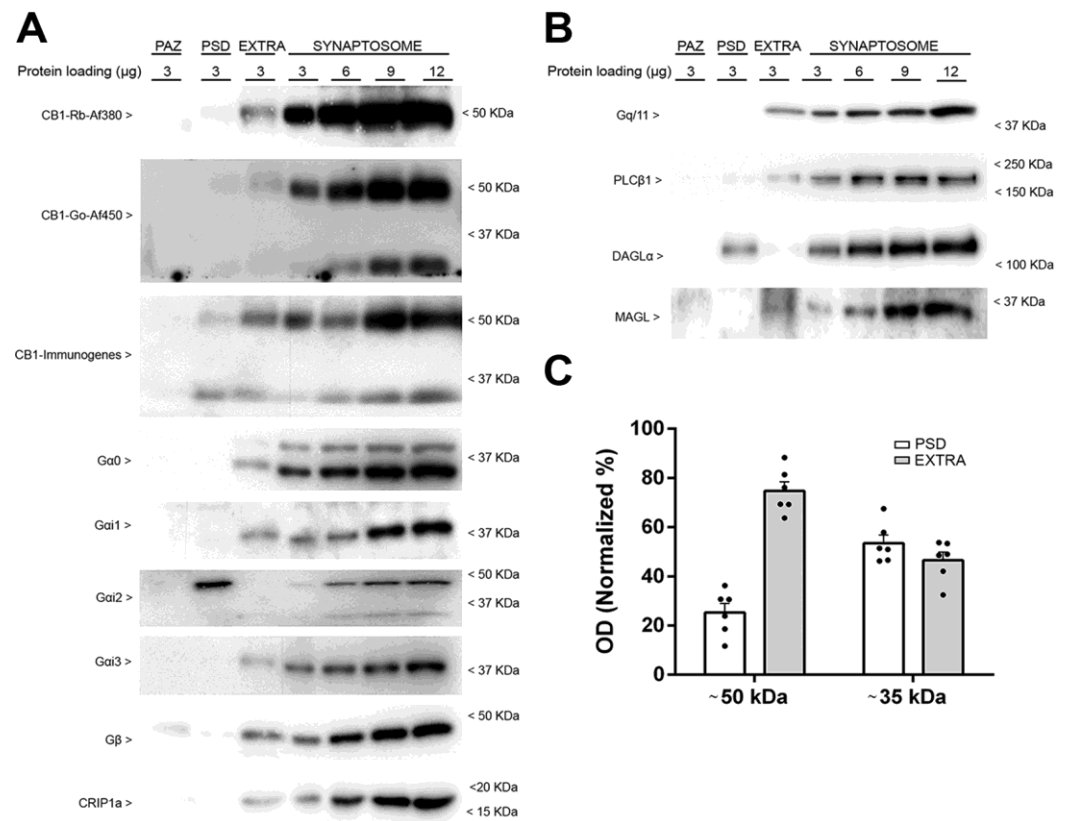 A
PAZ PSD EXTRA SYNAPTOSOME
Protein loading (μg) 3 3 3 3 6 9 12
CB1-Rb-Af380 > < 50 KDa
< 50 KDa
CB1-Go-Af450 >
< 37 KDa
< 50 KDa
CB1-Immunogenes >
< 37 KDa
Gα0 > < 37 KDa
Gαi1 > < 37 KDa
< 50 KDa
Gαi2 >
< 37 KDa
Gαi3 > < 37 KDa
< 50 KDa
Gβ >
<20 KDa
CRIP1a >
< 15 KDa
B
PAZ PSD EXTRA SYNAPTOSOME
Protein loading (μg) 3 3 3 3 6 9 12
Gq/11 >
< 37 KDa
< 250 KDa
PLCβ1 >
< 150 KDa
DAGLα >
< 100 KDa
< 37 KDa
MAGL >
C
OD (Normalized %)
100
80
60
40
20
0
PSD
EXTRA
~50 kDa ~35 kDa